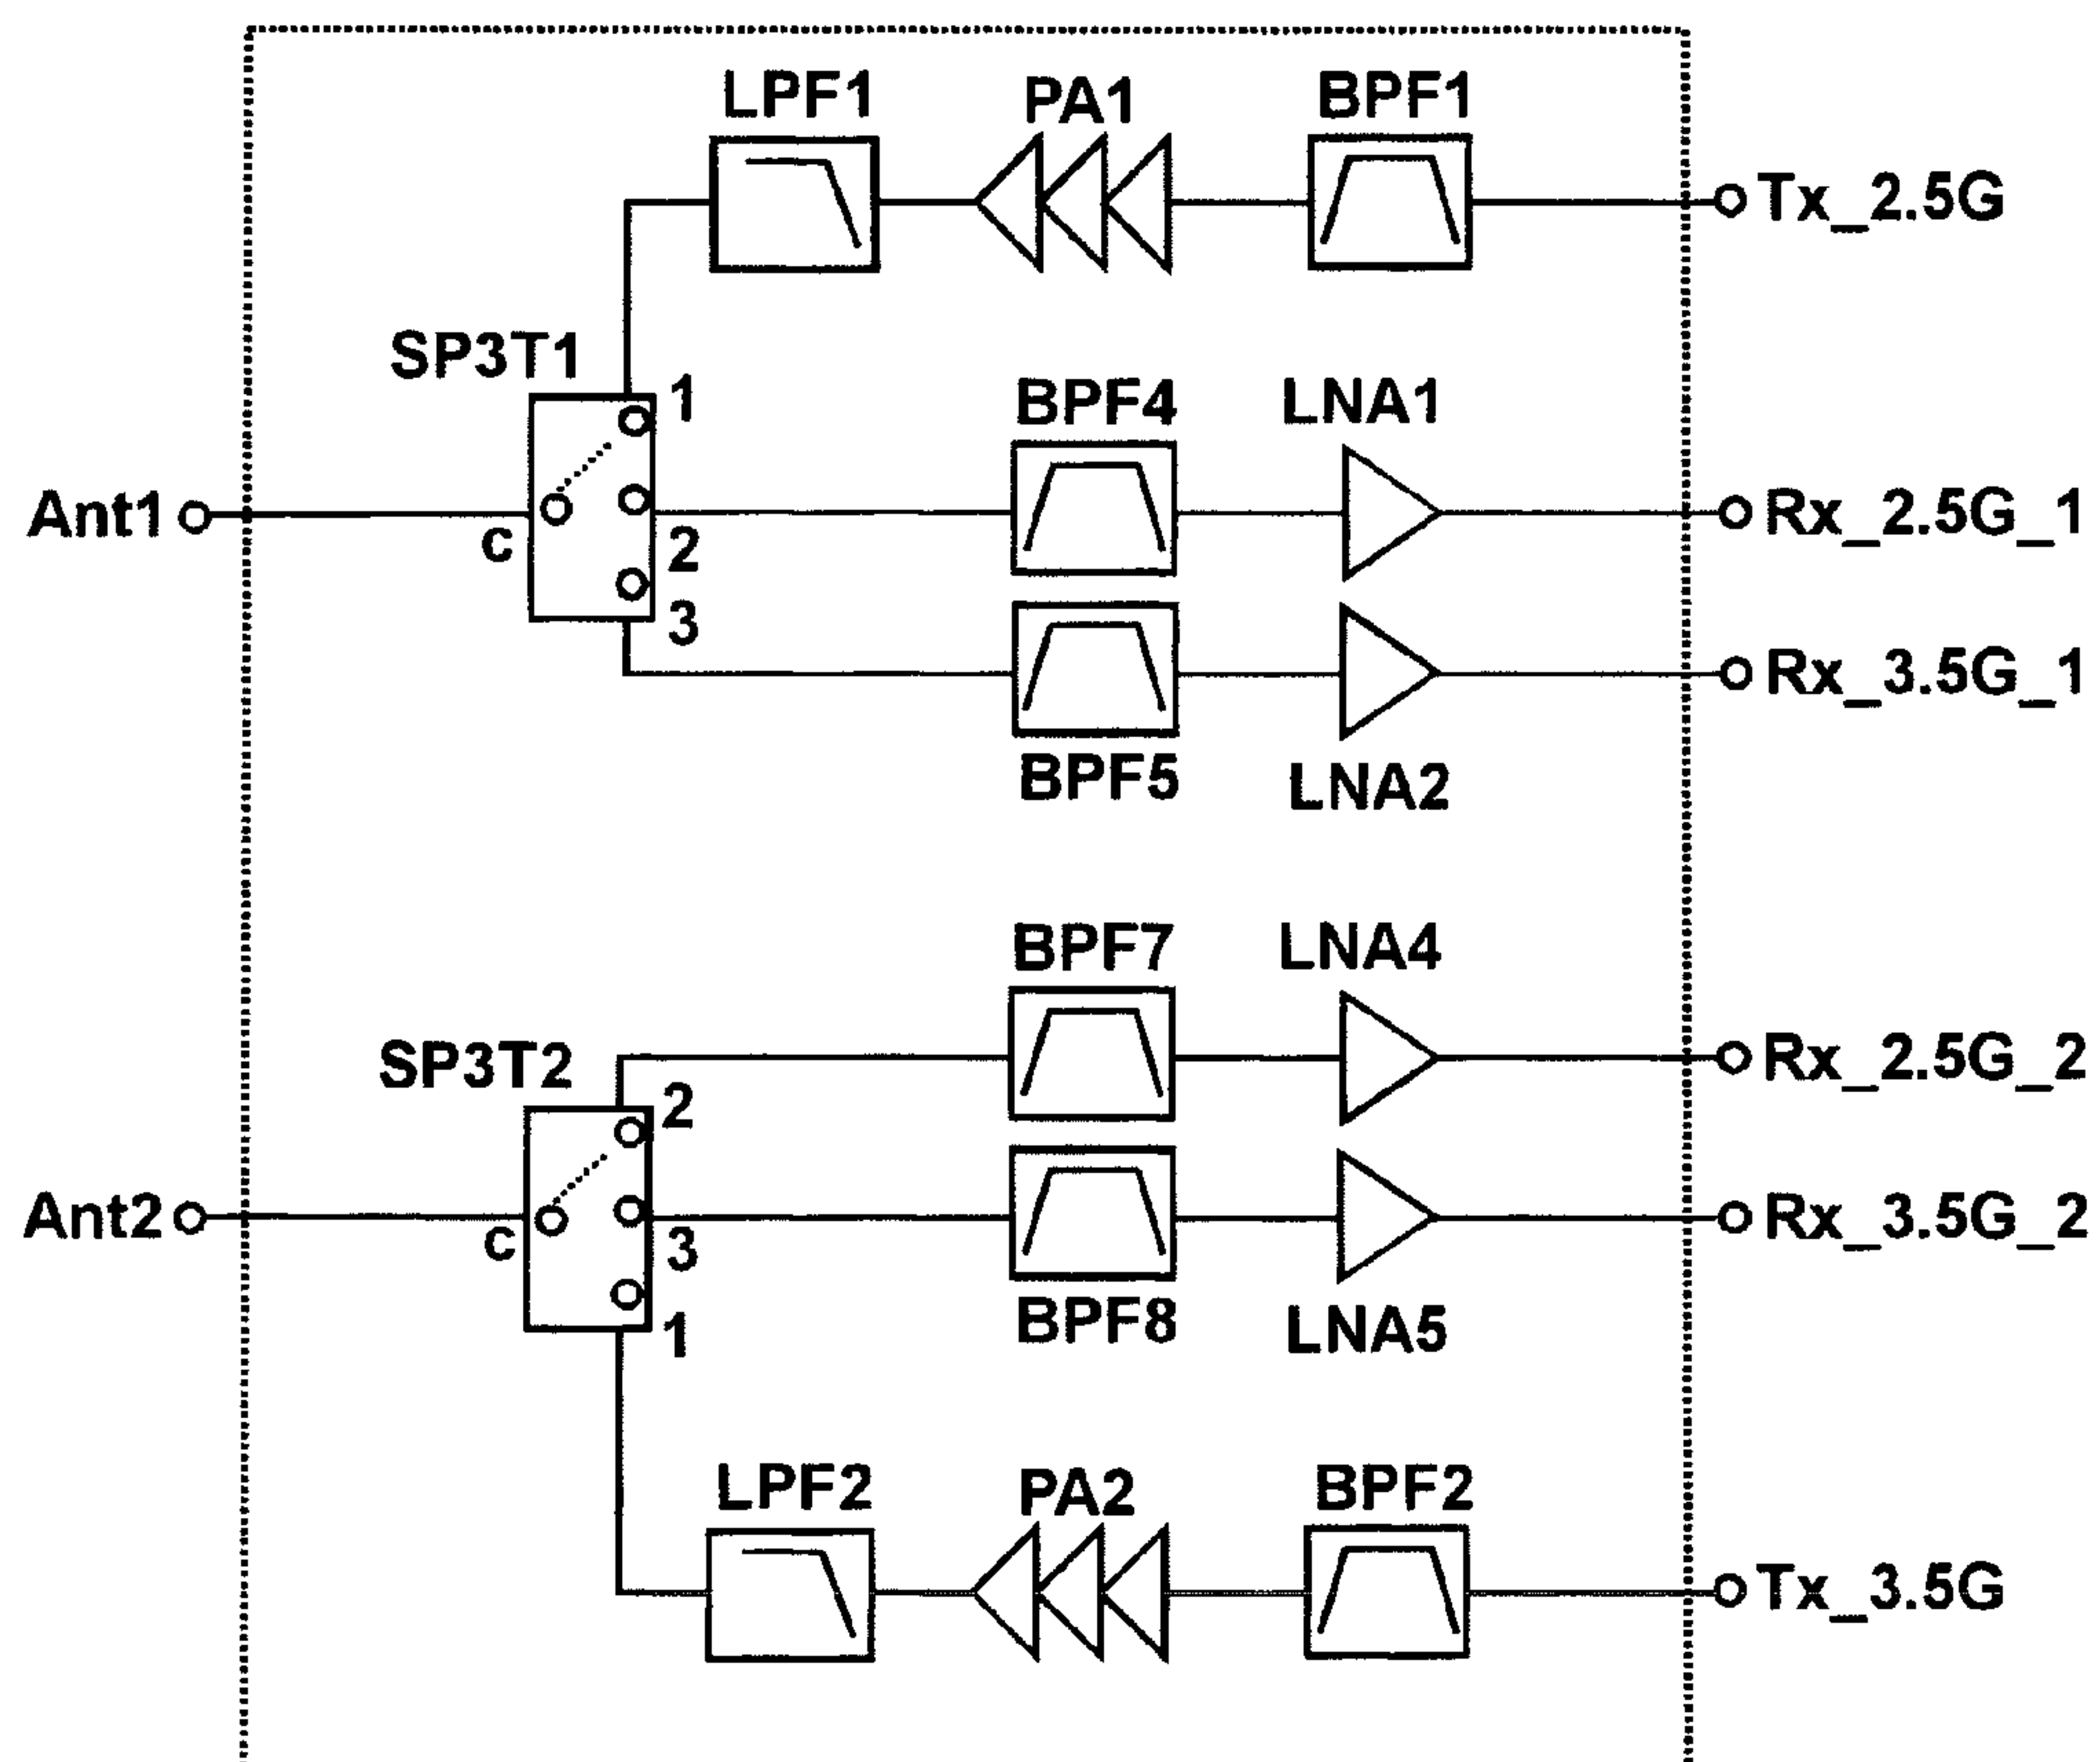 LPF1 PA1 BPF1
Tx_2.5G
SP3T1
1
BPF4 LNA1
Ant1
c
2
Rx_2.5G_1
3
Rx_3.5G_1
BPF5 LNA2
BPF7 LNA4
SP3T2
2
Rx_2.5G_2
Ant2
c
3
Rx_3.5G_2
1
BPF8 LNA5
LPF2 PA2 BPF2
Tx_3.5G